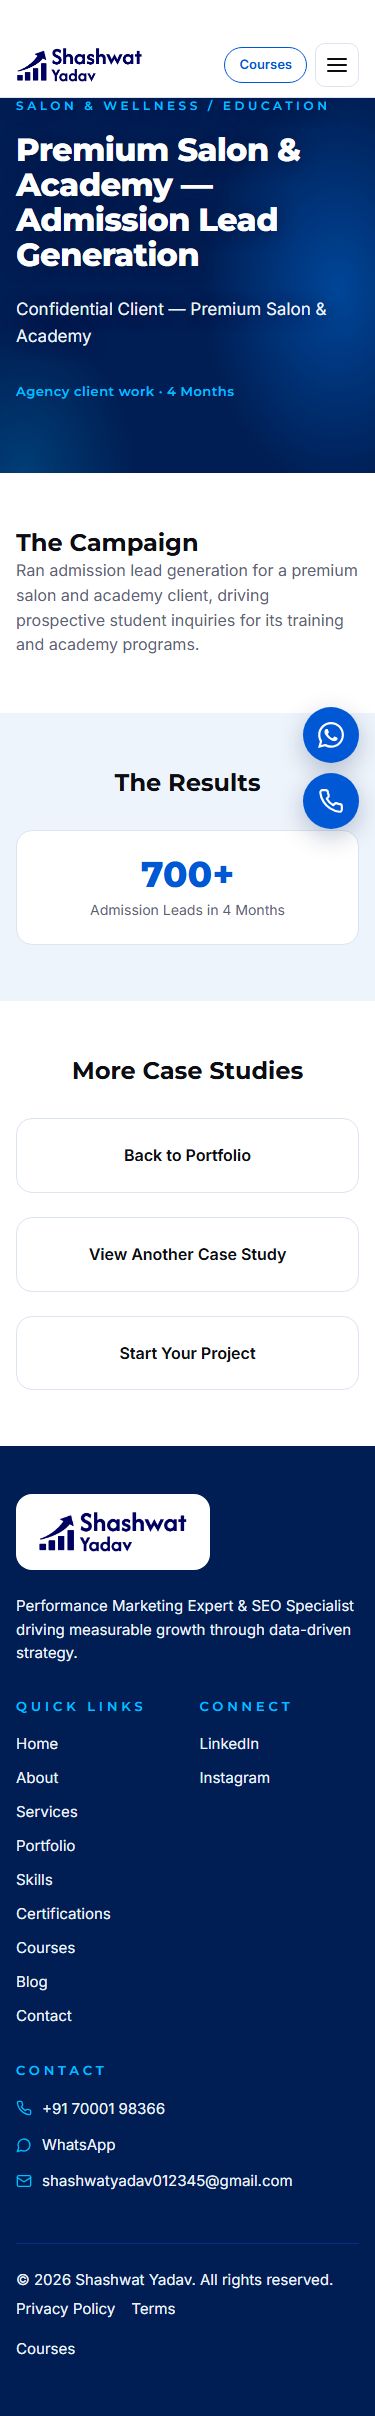 Shashwat
Yadav
Courses
SALON & WELLNESS / EDUCATION
Premium Salon &
Academy —
Admission Lead
Generation
Confidential Client — Premium Salon &
Academy
Agency client work · 4 Months
The Campaign
Ran admission lead generation for a premium
salon and academy client, driving
prospective student inquiries for its training
and academy programs.
The Results
700+
Admission Leads in 4 Months
More Case Studies
Back to Portfolio
View Another Case Study
Start Your Project
Shashwat
Yadav
Performance Marketing Expert & SEO Specialist
driving measurable growth through data-driven
strategy.
QUICK LINKS
Home
About
Services
Portfolio
Skills
Certifications
Courses
Blog
Contact
CONNECT
LinkedIn
Instagram
CONTACT
+91 70001 98366
WhatsApp
shashwatyadav012345@gmail.com
© 2026 Shashwat Yadav. All rights reserved.
Privacy Policy Terms
Courses